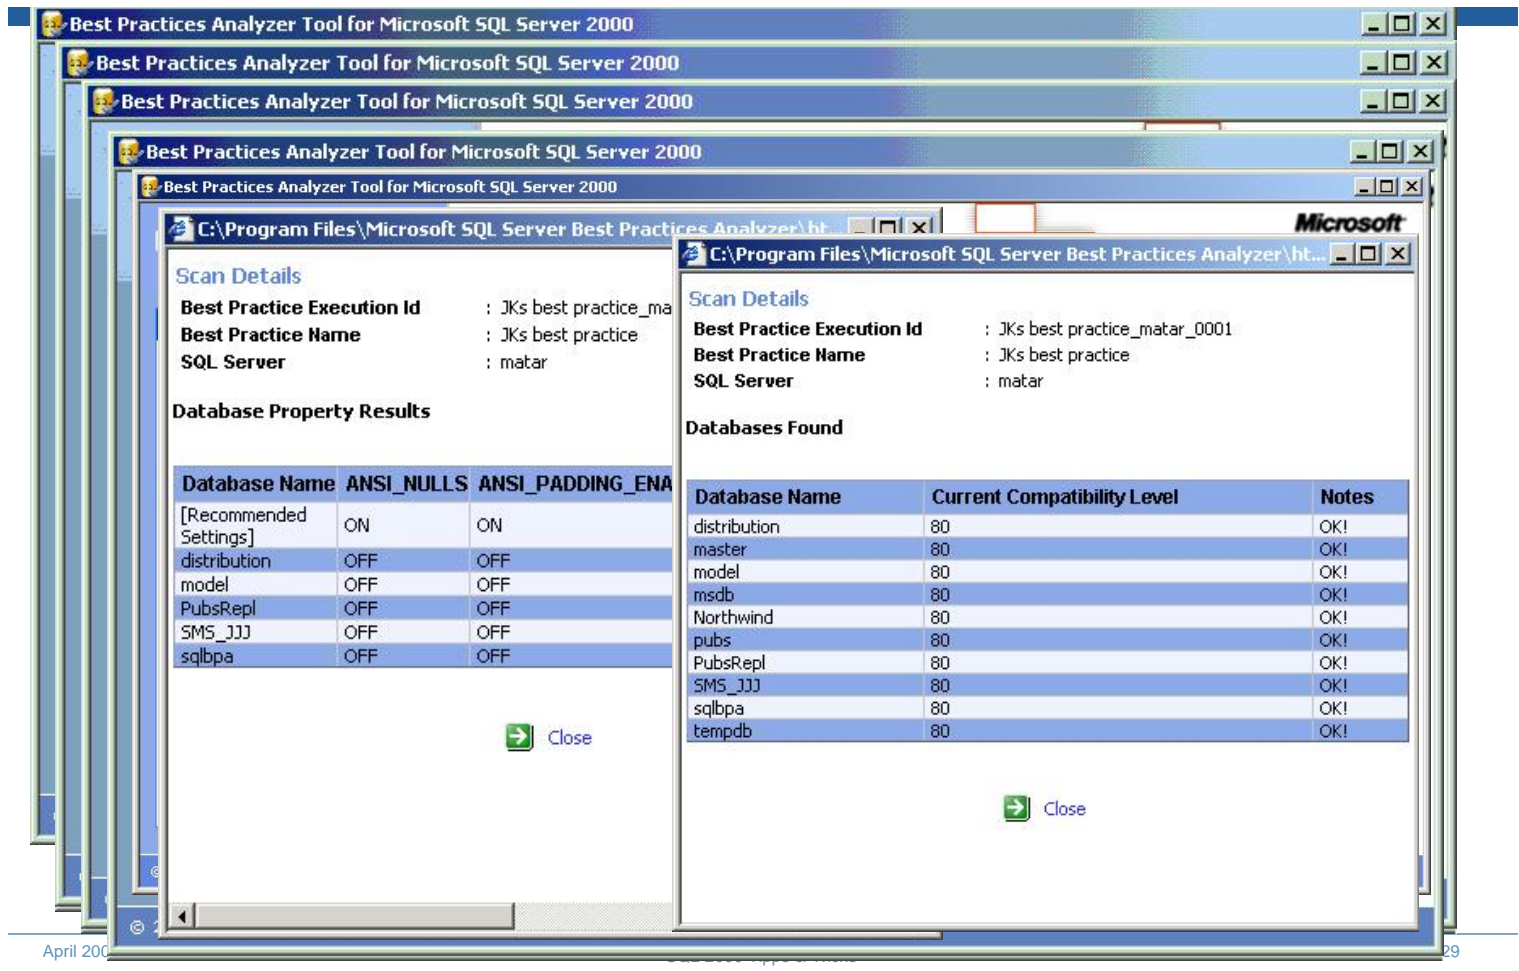 Best Practices Analyzer Tool for Microsoft SQL Server 2000
Best Practices Analyzer Tool for Microsoft SQL Server 2000
Best Practices Analyzer Tool for Microsoft SQL Server 2000
Best Practices Analyzer Tool for Microsoft SQL Server 2000
Best Practices Analyzer Tool for Microsoft SQL Server 2000
Microsoft
C:\Program Files\Microsoft SQL Server Best Practices Analyzer\ht...
Scan Details
Best Practice Execution Id : JKs best practice_ma
Best Practice Name : JKs best practice
SQL Server : matar
Database Property Results
Database Name ANSI_NULLS ANSI_PADDING_ENA
[Recommended Settings] ON ON
distribution OFF OFF
model OFF OFF
PubsRepl OFF OFF
SMS_JJJ OFF OFF
sqlbpa OFF OFF
Close
C:\Program Files\Microsoft SQL Server Best Practices Analyzer\ht...
Scan Details
Best Practice Execution Id : JKs best practice_matar_0001
Best Practice Name : JKs best practice
SQL Server : matar
Databases Found
Database Name Current Compatibility Level Notes
distribution 80 OK!
master 80 OK!
model 80 OK!
msdb 80 OK!
Northwind 80 OK!
pubs 80 OK!
PubsRepl 80 OK!
SMS_JJJ 80 OK!
sqlbpa 80 OK!
tempdb 80 OK!
Close
©
April 200
29